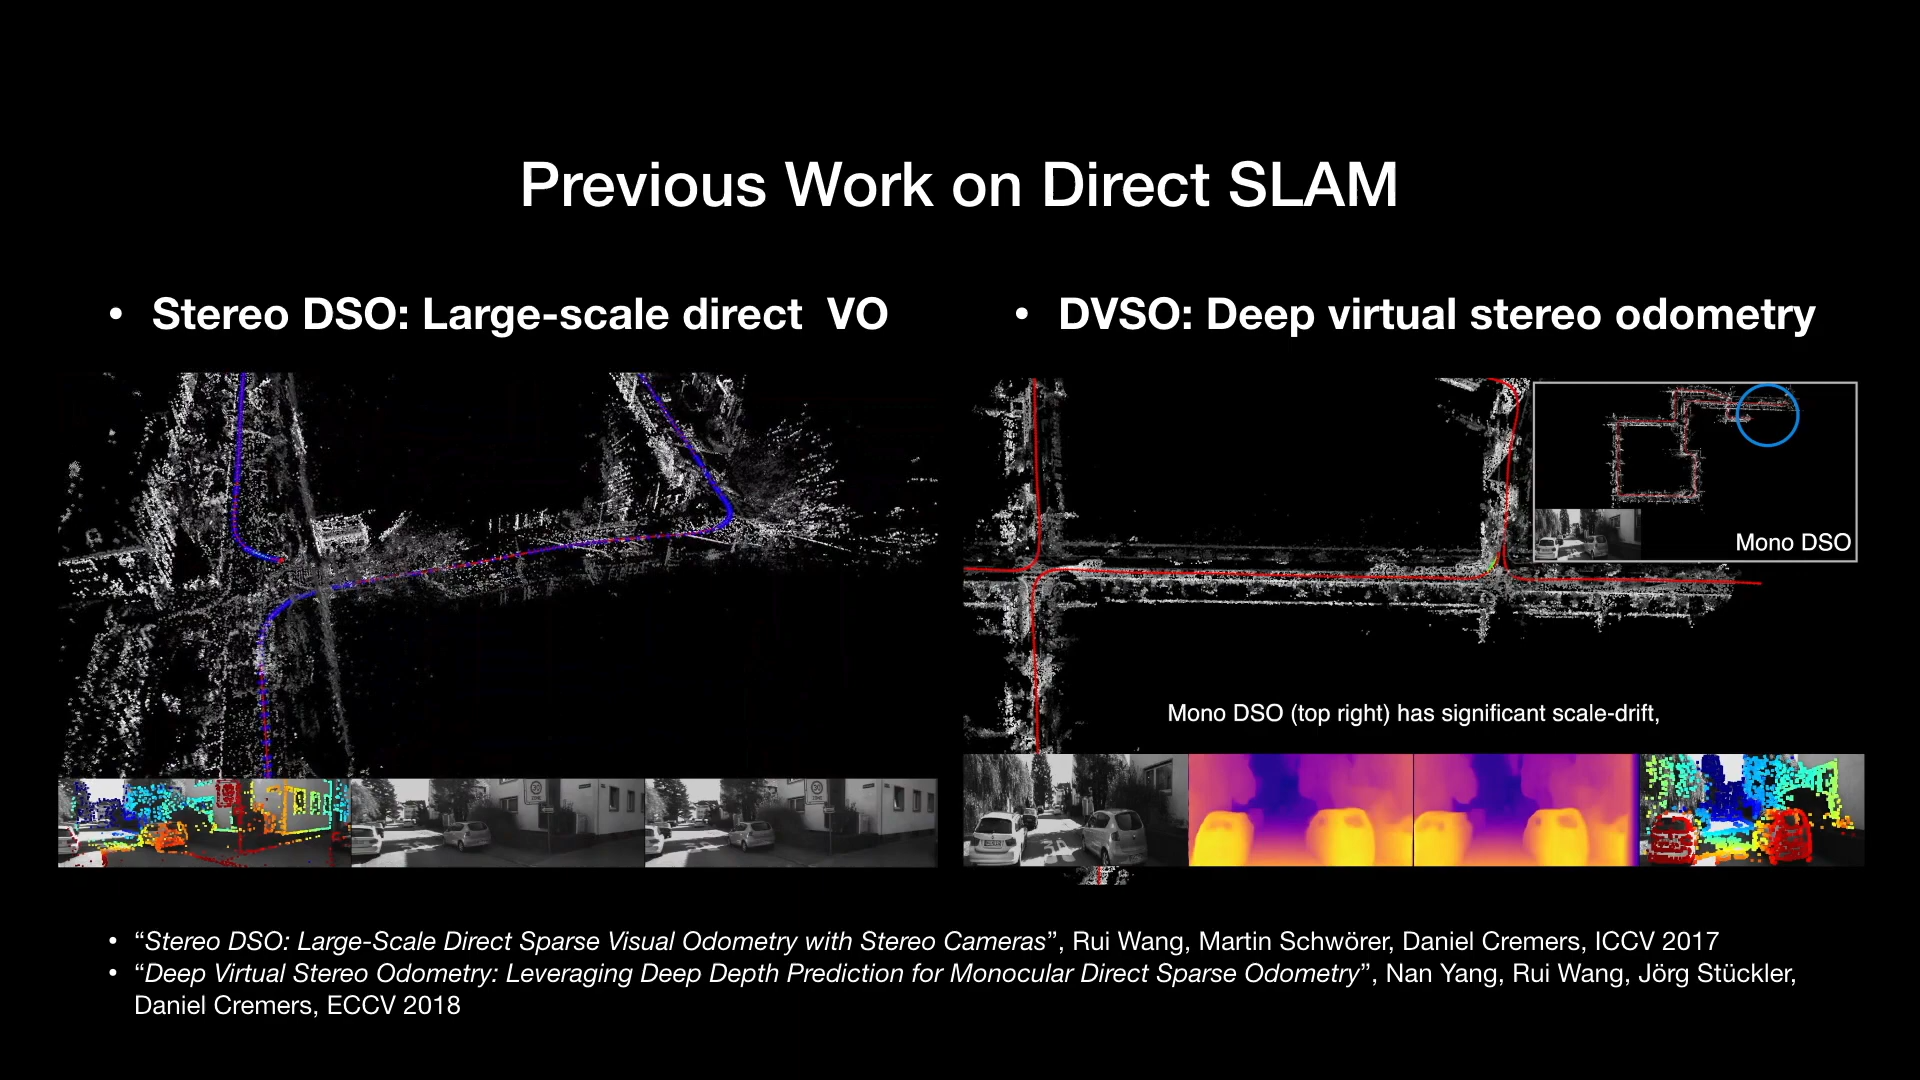 Previous Work on Direct SLAM
• Stereo DSO: Large-scale direct VO
• DVSO: Deep virtual stereo odometry
Mono DSO
Mono DSO (top right) has significant scale-drift,
• “Stereo DSO: Large-Scale Direct Sparse Visual Odometry with Stereo Cameras”, Rui Wang, Martin Schwörer, Daniel Cremers, ICCV 2017
• “Deep Virtual Stereo Odometry: Leveraging Deep Depth Prediction for Monocular Direct Sparse Odometry”, Nan Yang, Rui Wang, Jörg Stückler,
Daniel Cremers, ECCV 2018